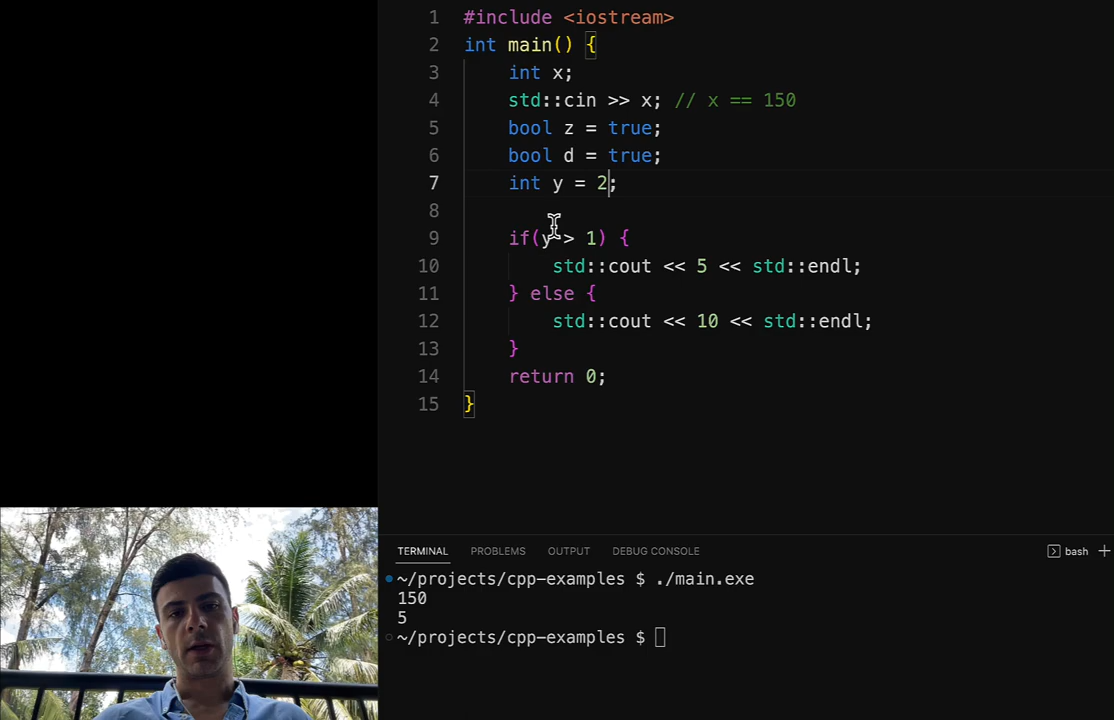 1 #include <iostream>
2 int main() {
3 int x;
4 std::cin >> x; // x == 150
5 bool z = true;
6 bool d = true;
7 int y = 2;
8
9 if(y > 1) {
10 std::cout << 5 << std::endl;
11 } else {
12 std::cout << 10 << std::endl;
13 }
14 return 0;
15 }
TERMINAL PROBLEMS OUTPUT DEBUG CONSOLE bash +
~/projects/cpp-examples $ ./main.exe
150
5
~/projects/cpp-examples $